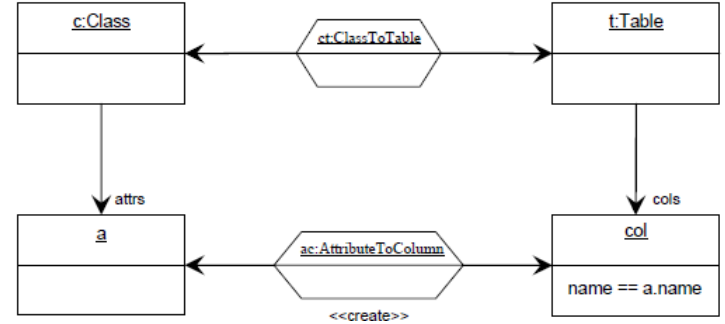 c:Class
ct:ClassToTable
t:Table
attrs
cols
a
ac:AttributeToColumn
col
name == a.name
<<create>>